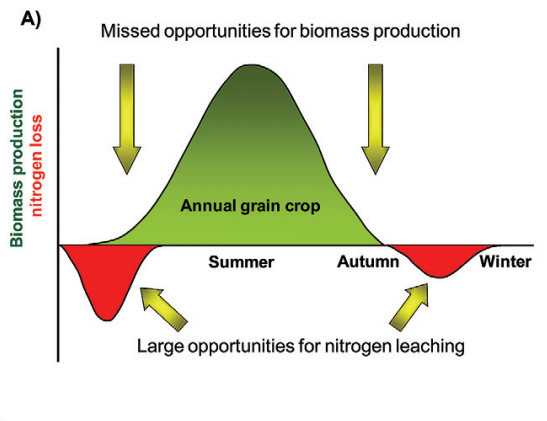 A)
Missed opportunities for biomass production
Biomass production
nitrogen loss
Annual grain crop
Summer
Autumn
Winter
Large opportunities for nitrogen leaching